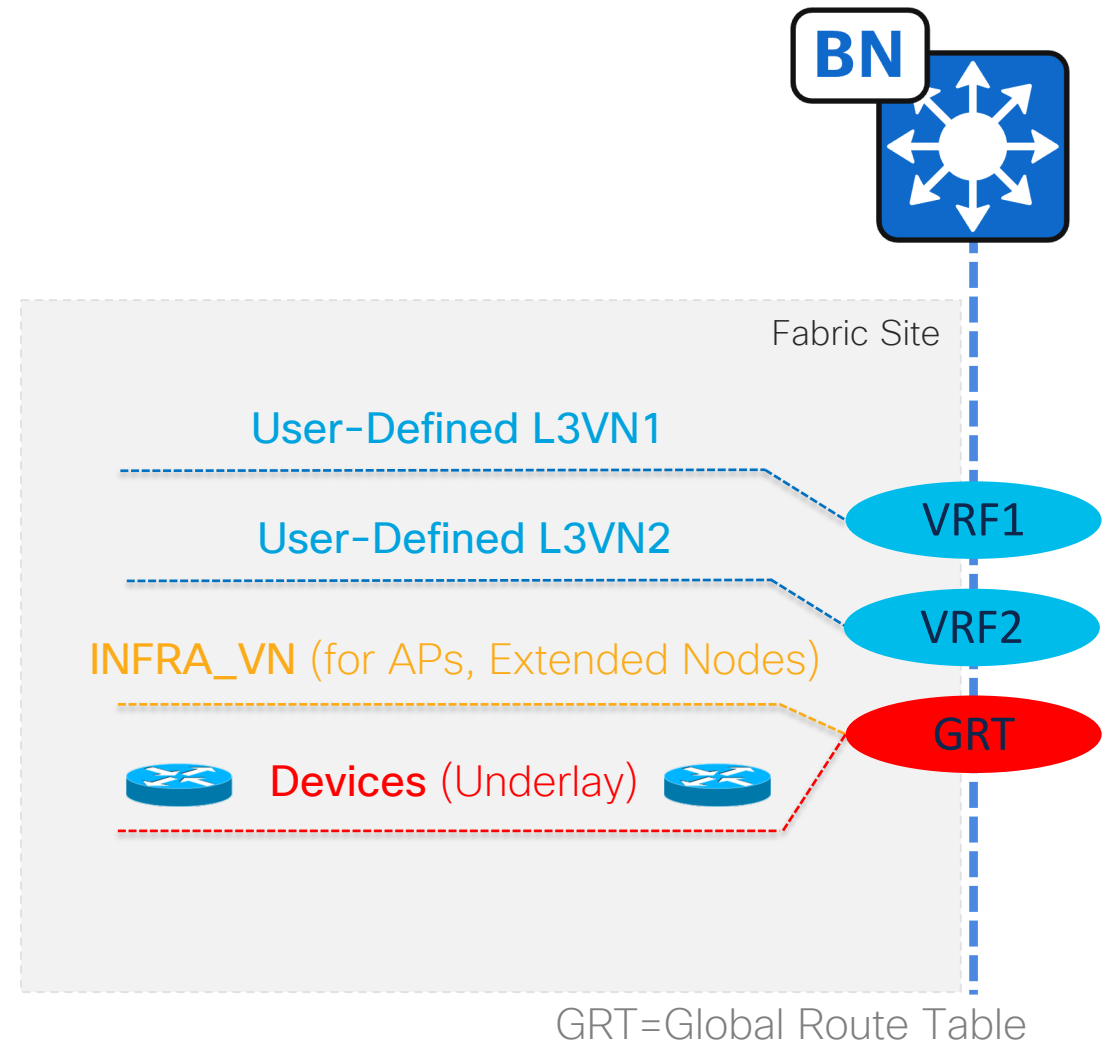 BN
Fabric Site
User-Defined L3VN1
VRF1
User-Defined L3VN2
VRF2
INFRA_VN (for APs, Extended Nodes)
GRT
Devices (Underlay)
GRT=Global Route Table